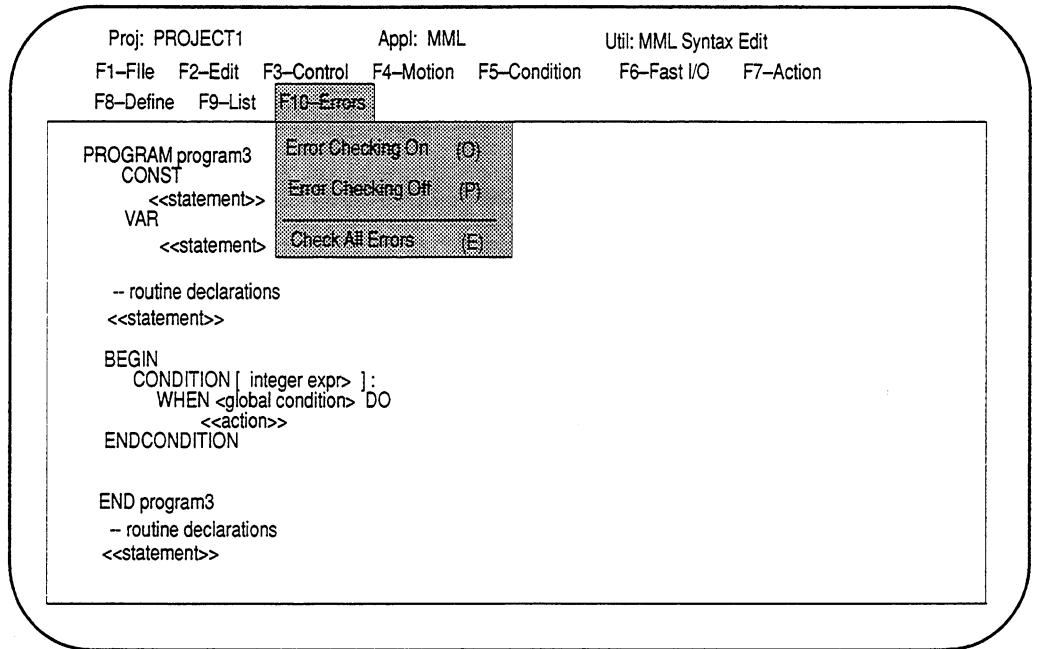 Proj: PROJECT1 Appl: MML Util: MML Syntax Edit
F1–File F2–Edit F3–Control F4–Motion F5–Condition F6–Fast I/O F7–Action
F8–Define F9–List F10–Errors
Error Checking On (O)
Error Checking Off (P)
Check All Errors (E)
PROGRAM program3
CONST
<<statement>>
VAR
<<statement>
-- routine declarations
<<statement>>
BEGIN
CONDITION [ integer expr> ] :
WHEN <global condition> DO
<<action>>
ENDCONDITION
END program3
-- routine declarations
<<statement>>